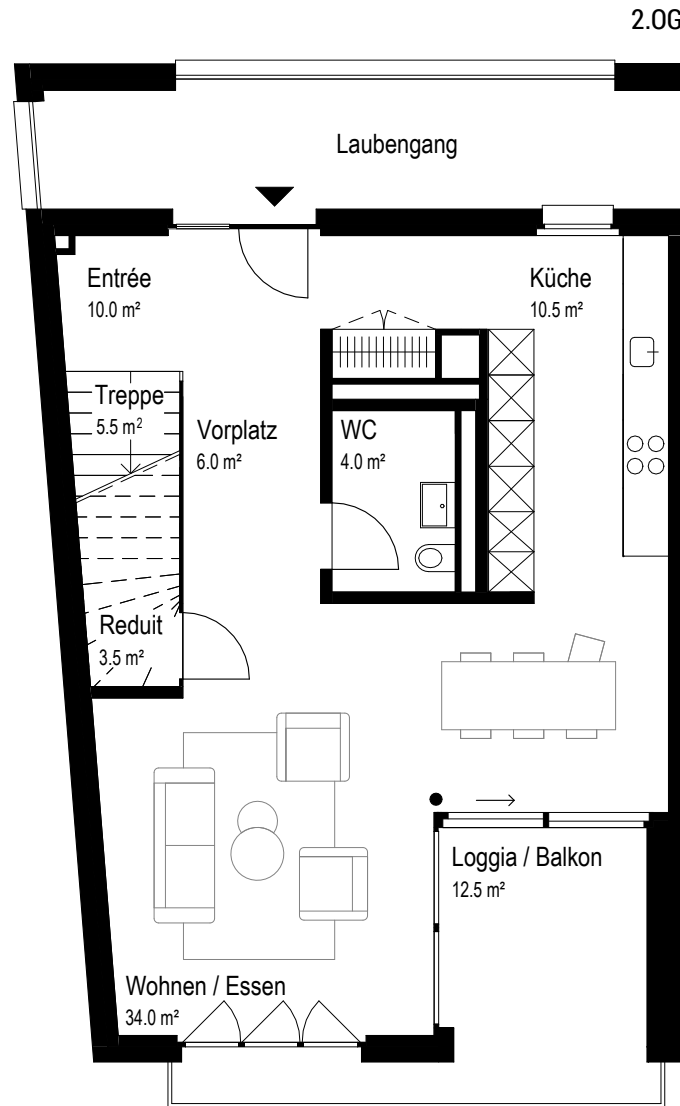 2.OG
Laubengang
Entrée
10.0 m²
Küche
10.5 m²
Treppe
5.5 m²
Vorplatz
6.0 m²
WC
4.0 m²
Reduit
3.5 m²
Loggia / Balkon
12.5 m²
Wohnen / Essen
34.0 m²